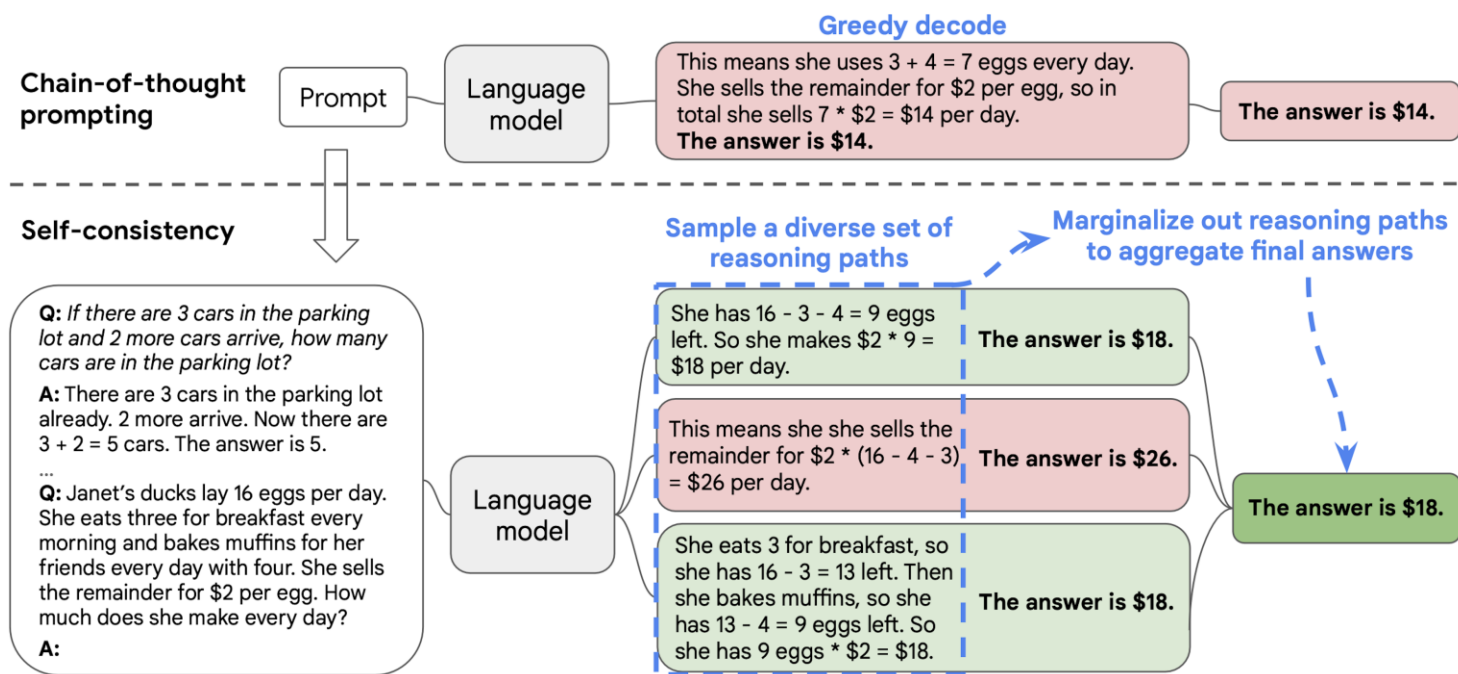 Greedy decode
Chain-of-thought
prompting
Prompt
Language
model
This means she uses 3 + 4 = 7 eggs every day.
She sells the remainder for $2 per egg, so in
total she sells 7 * $2 = $14 per day.
The answer is $14.
The answer is $14.
Self-consistency
Sample a diverse set of
reasoning paths
Marginalize out reasoning paths
to aggregate final answers
Q: If there are 3 cars in the parking
lot and 2 more cars arrive, how many
cars are in the parking lot?
A: There are 3 cars in the parking lot
already. 2 more arrive. Now there are
3 + 2 = 5 cars. The answer is 5.
...
Q: Janet's ducks lay 16 eggs per day.
She eats three for breakfast every
morning and bakes muffins for her
friends every day with four. She sells
the remainder for $2 per egg. How
much does she make every day?
A:
Language
model
She has 16 - 3 - 4 = 9 eggs
left. So she makes $2 * 9 =
$18 per day.
The answer is $18.
This means she she sells the
remainder for $2 * (16 - 4 - 3)
= $26 per day.
The answer is $26.
She eats 3 for breakfast, so
she has 16 - 3 = 13 left. Then
she bakes muffins, so she
has 13 - 4 = 9 eggs left. So
she has 9 eggs * $2 = $18.
The answer is $18.
The answer is $18.